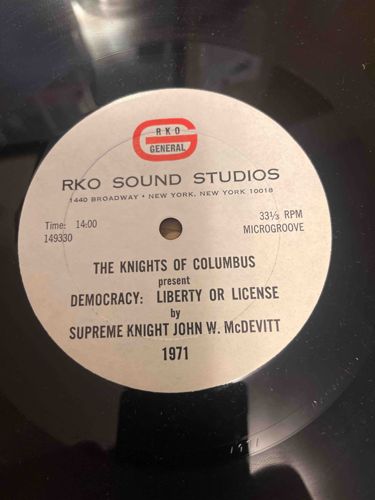 RKO
GENERAL
RKO SOUND STUDIOS
1440 BROADWAY • NEW YORK, NEW YORK 10018
Time: 14:00 33⅓ RPM
149330 MICROGROOVE
THE KNIGHTS OF COLUMBUS
present
DEMOCRACY: LIBERTY OR LICENSE
by
SUPREME KNIGHT JOHN W. McDEVITT
1971